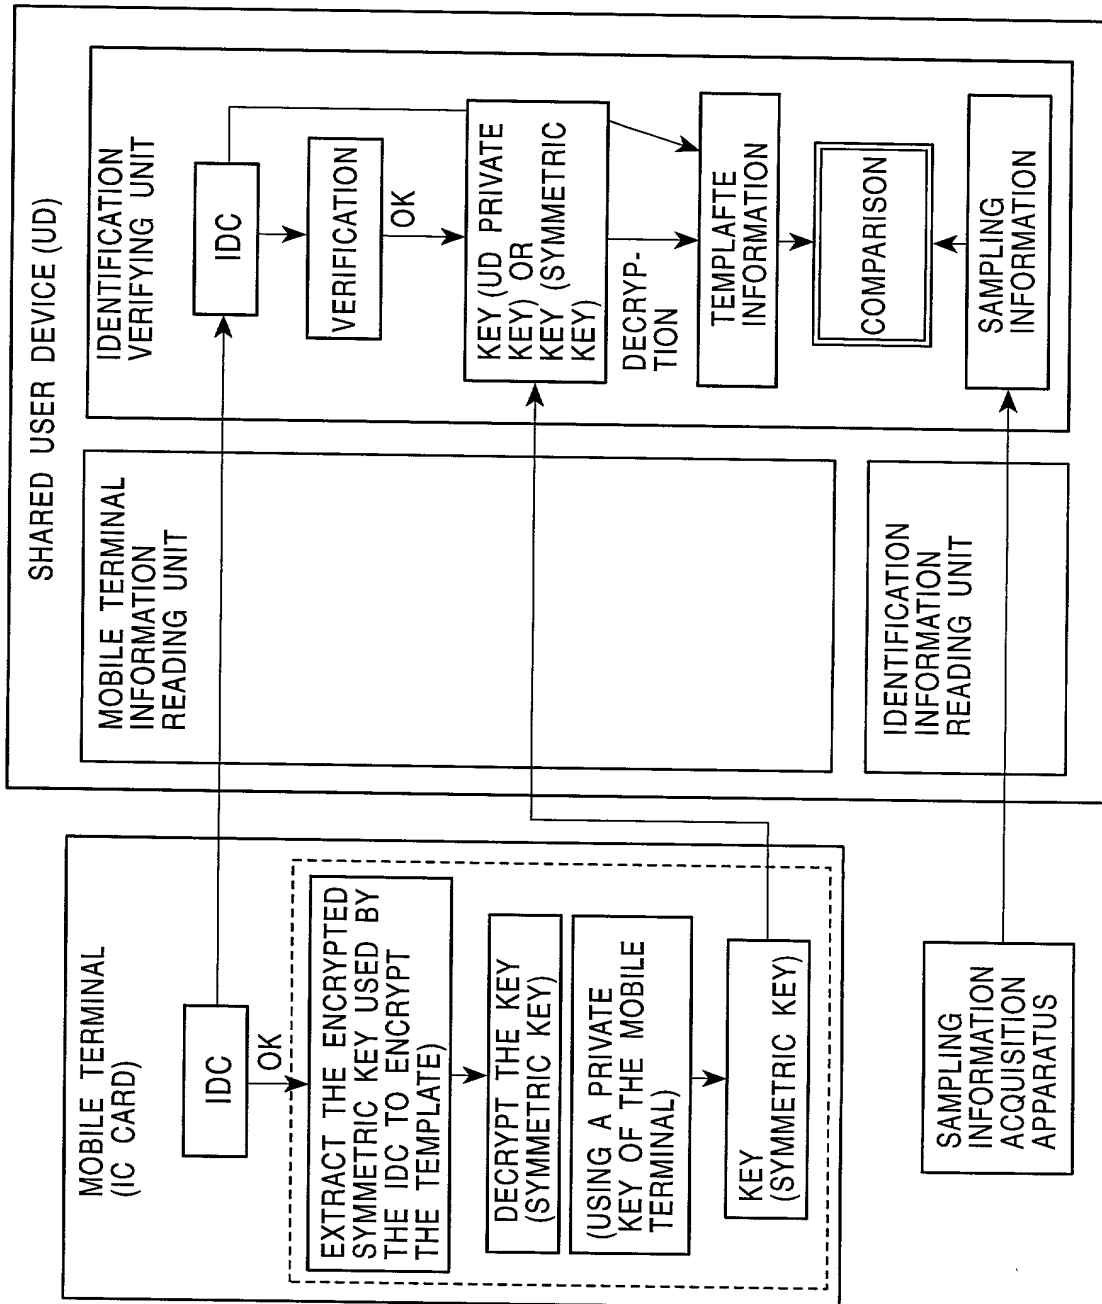 SHARED USER DEVICE (UD)
MOBILE TERMINAL
(IC CARD)
IDC
OK
EXTRACT THE ENCRYPTED
SYMMETRIC KEY USED BY
THE IDC TO ENCRYPT
THE TEMPLATE)
DECRYPT THE KEY
(SYMMETRIC KEY)
(USING A PRIVATE
KEY OF THE MOBILE
TERMINAL)
KEY
(SYMMETRIC KEY)
SAMPLING
INFORMATION
ACQUISITION
APPARATUS
MOBILE TERMINAL
INFORMATION
READING UNIT
IDENTIFICATION
INFORMATION
READING UNIT
IDENTIFICATION
VERIFYING UNIT
IDC
VERIFICATION
OK
KEY (UD PRIVATE
KEY) OR
KEY (SYMMETRIC
KEY)
DECRYP-
TION
TEMPLAFTE
INFORMATION
COMPARISON
SAMPLING
INFORMATION